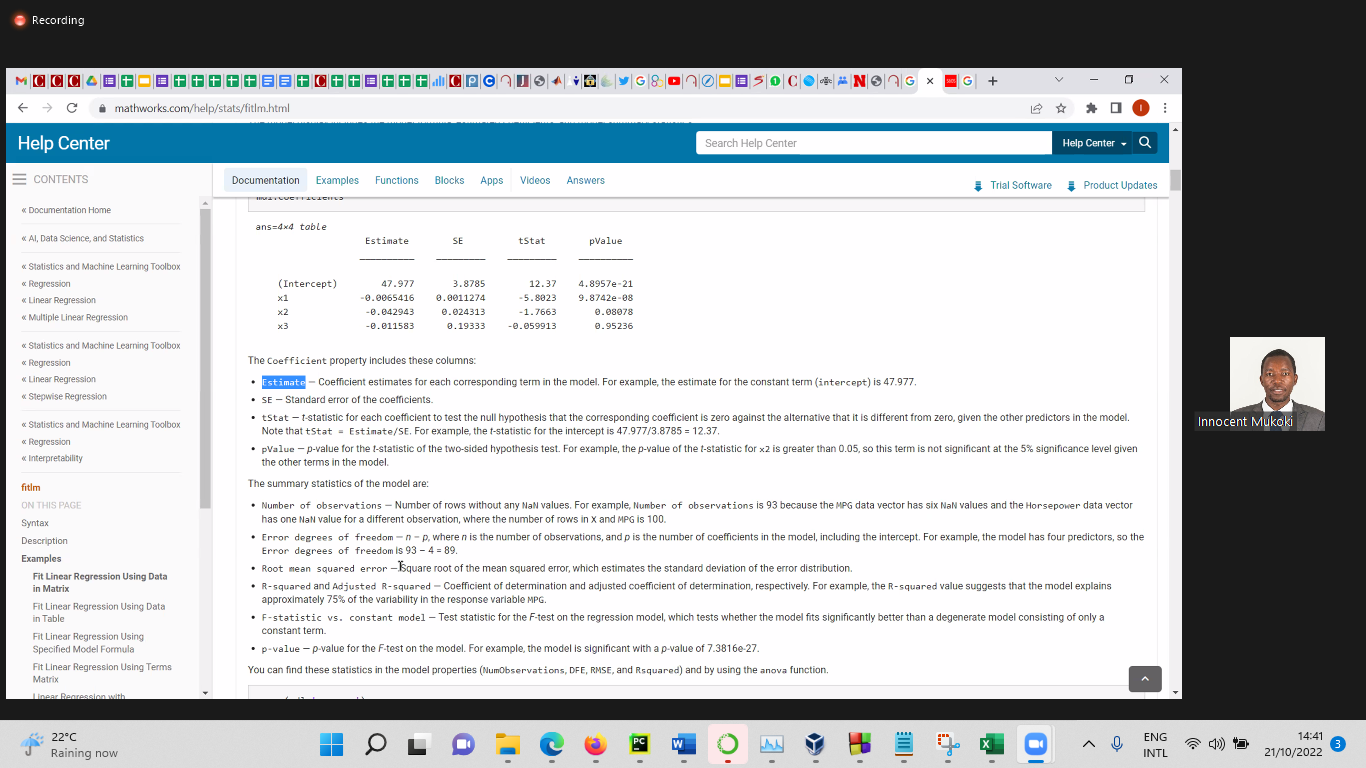 Recording
mathworks.com/help/stats/fitlm.html
Help Center
Search Help Center
Help Center
CONTENTS
Documentation Examples Functions Blocks Apps Videos Answers
Trial Software Product Updates
« Documentation Home
« AI, Data Science, and Statistics
« Statistics and Machine Learning Toolbox
« Regression
« Linear Regression
« Multiple Linear Regression
« Statistics and Machine Learning Toolbox
« Regression
« Linear Regression
« Stepwise Regression
« Statistics and Machine Learning Toolbox
« Regression
« Interpretability
fitlm
ON THIS PAGE
Syntax
Description
Examples
Fit Linear Regression Using Data
in Matrix
Fit Linear Regression Using Data
in Table
Fit Linear Regression Using
Specified Model Formula
Fit Linear Regression Using Terms
Matrix
Linear Regression with
mdl.Coefficients
ans=4×4 table
Estimate SE tStat pValue
(Intercept) 47.977 3.8785 12.37 4.8957e-21
x1 -0.0065416 0.0011274 -5.8023 9.8742e-08
x2 -0.042943 0.024313 -1.7663 0.08078
x3 -0.011583 0.19333 -0.059913 0.95236
The Coefficient property includes these columns:
• Estimate — Coefficient estimates for each corresponding term in the model. For example, the estimate for the constant term (intercept) is 47.977.
• SE — Standard error of the coefficients.
• tStat — t-statistic for each coefficient to test the null hypothesis that the corresponding coefficient is zero against the alternative that it is different from zero, given the other predictors in the model.
Note that tStat = Estimate/SE. For example, the t-statistic for the intercept is 47.977/3.8785 = 12.37.
• pValue — p-value for the t-statistic of the two-sided hypothesis test. For example, the p-value of the t-statistic for x2 is greater than 0.05, so this term is not significant at the 5% significance level given
the other terms in the model.
The summary statistics of the model are:
• Number of observations — Number of rows without any NaN values. For example, Number of observations is 93 because the MPG data vector has six NaN values and the Horsepower data vector
has one NaN value for a different observation, where the number of rows in X and MPG is 100.
• Error degrees of freedom — n – p, where n is the number of observations, and p is the number of coefficients in the model, including the intercept. For example, the model has four predictors, so the
Error degrees of freedom is 93 – 4 = 89.
• Root mean squared error — Square root of the mean squared error, which estimates the standard deviation of the error distribution.
• R-squared and Adjusted R-squared — Coefficient of determination and adjusted coefficient of determination, respectively. For example, the R-squared value suggests that the model explains
approximately 75% of the variability in the response variable MPG.
• F-statistic vs. constant model — Test statistic for the F-test on the regression model, which tests whether the model fits significantly better than a degenerate model consisting of only a
constant term.
• p-value — p-value for the F-test on the model. For example, the model is significant with a p-value of 7.3816e-27.
You can find these statistics in the model properties (NumObservations, DFE, RMSE, and Rsquared) and by using the anova function.
Innocent Mukoki
22°C
Raining now
ENG
INTL
14:41
21/10/2022
3